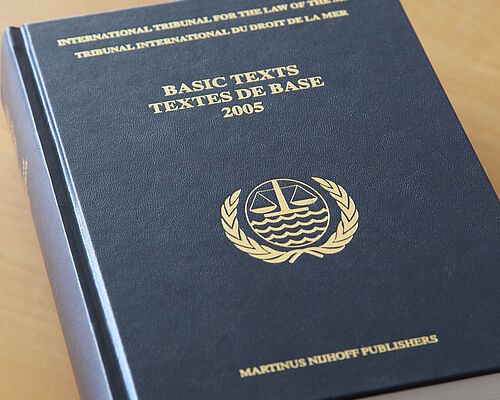 INTERNATIONAL TRIBUNAL FOR THE LAW OF THE
TRIBUNAL INTERNATIONAL DU DROIT DE LA MER
BASIC TEXTS
TEXTES DE BASE
2005
MARTINUS NIJHOFF PUBLISHERS